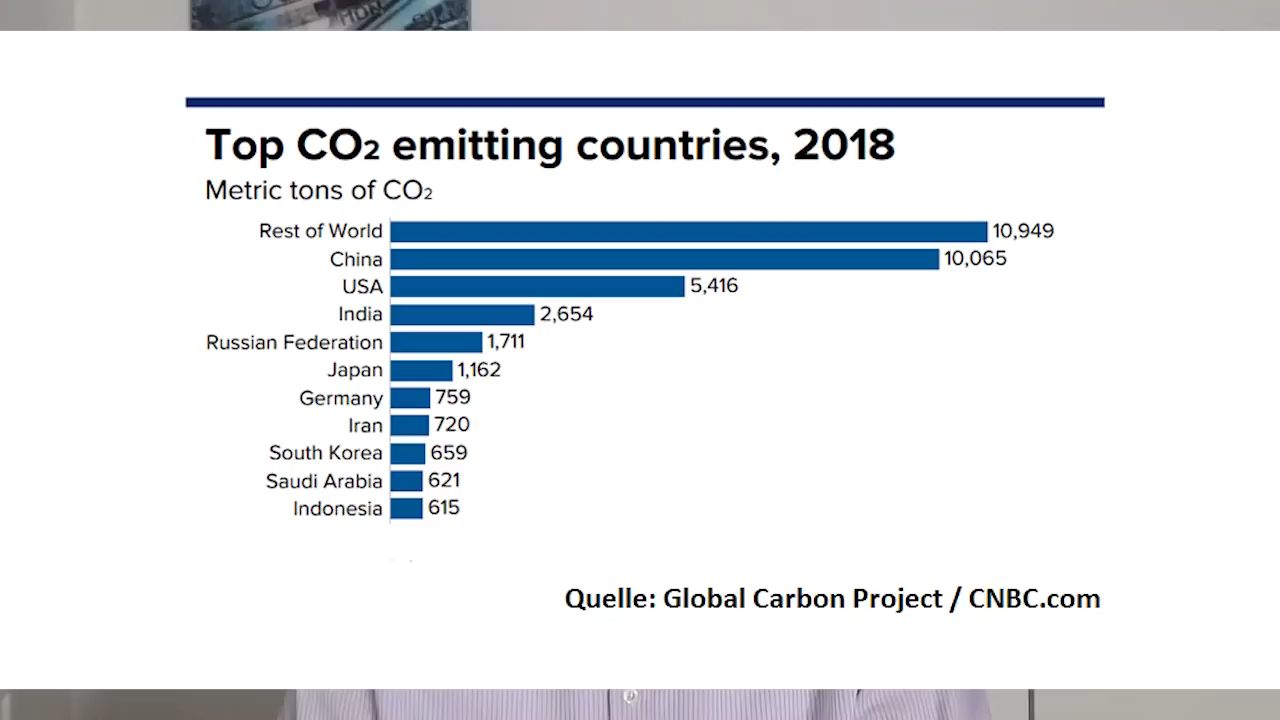 Top CO₂ emitting countries, 2018
Metric tons of CO₂
Rest of World 10,949
China 10,065
USA 5,416
India 2,654
Russian Federation 1,711
Japan 1,162
Germany 759
Iran 720
South Korea 659
Saudi Arabia 621
Indonesia 615
Quelle: Global Carbon Project / CNBC.com